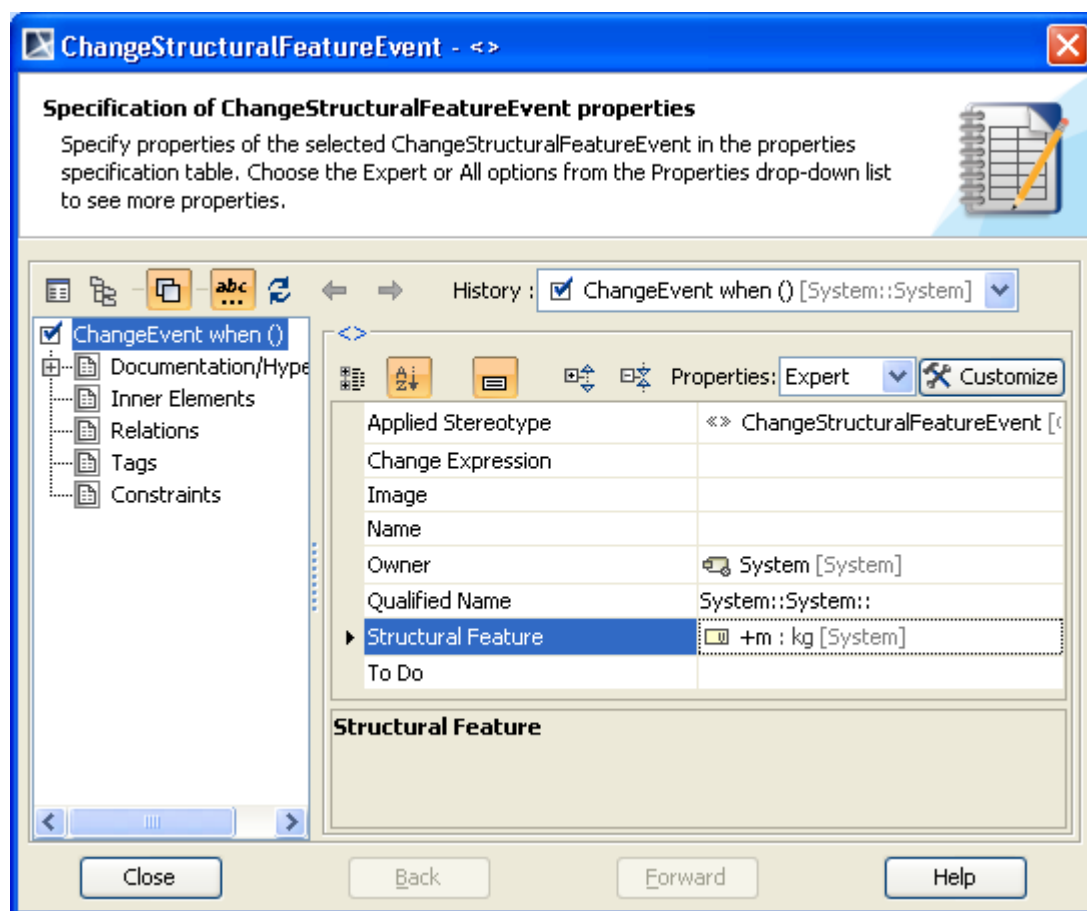 ChangeStructuralFeatureEvent - <>
Specification of ChangeStructuralFeatureEvent properties
Specify properties of the selected ChangeStructuralFeatureEvent in the properties
specification table. Choose the Expert or All options from the Properties drop-down list
to see more properties.
abc
History : ChangeEvent when () [System::System]
ChangeEvent when ()
Documentation/Hype
Inner Elements
Relations
Tags
Constraints
<>
Properties: Expert Customize
Applied Stereotype «» ChangeStructuralFeatureEvent [
Change Expression
Image
Name
Owner System [System]
Qualified Name System::System::
Structural Feature +m : kg [System]
To Do
Structural Feature
Close Back Forward Help